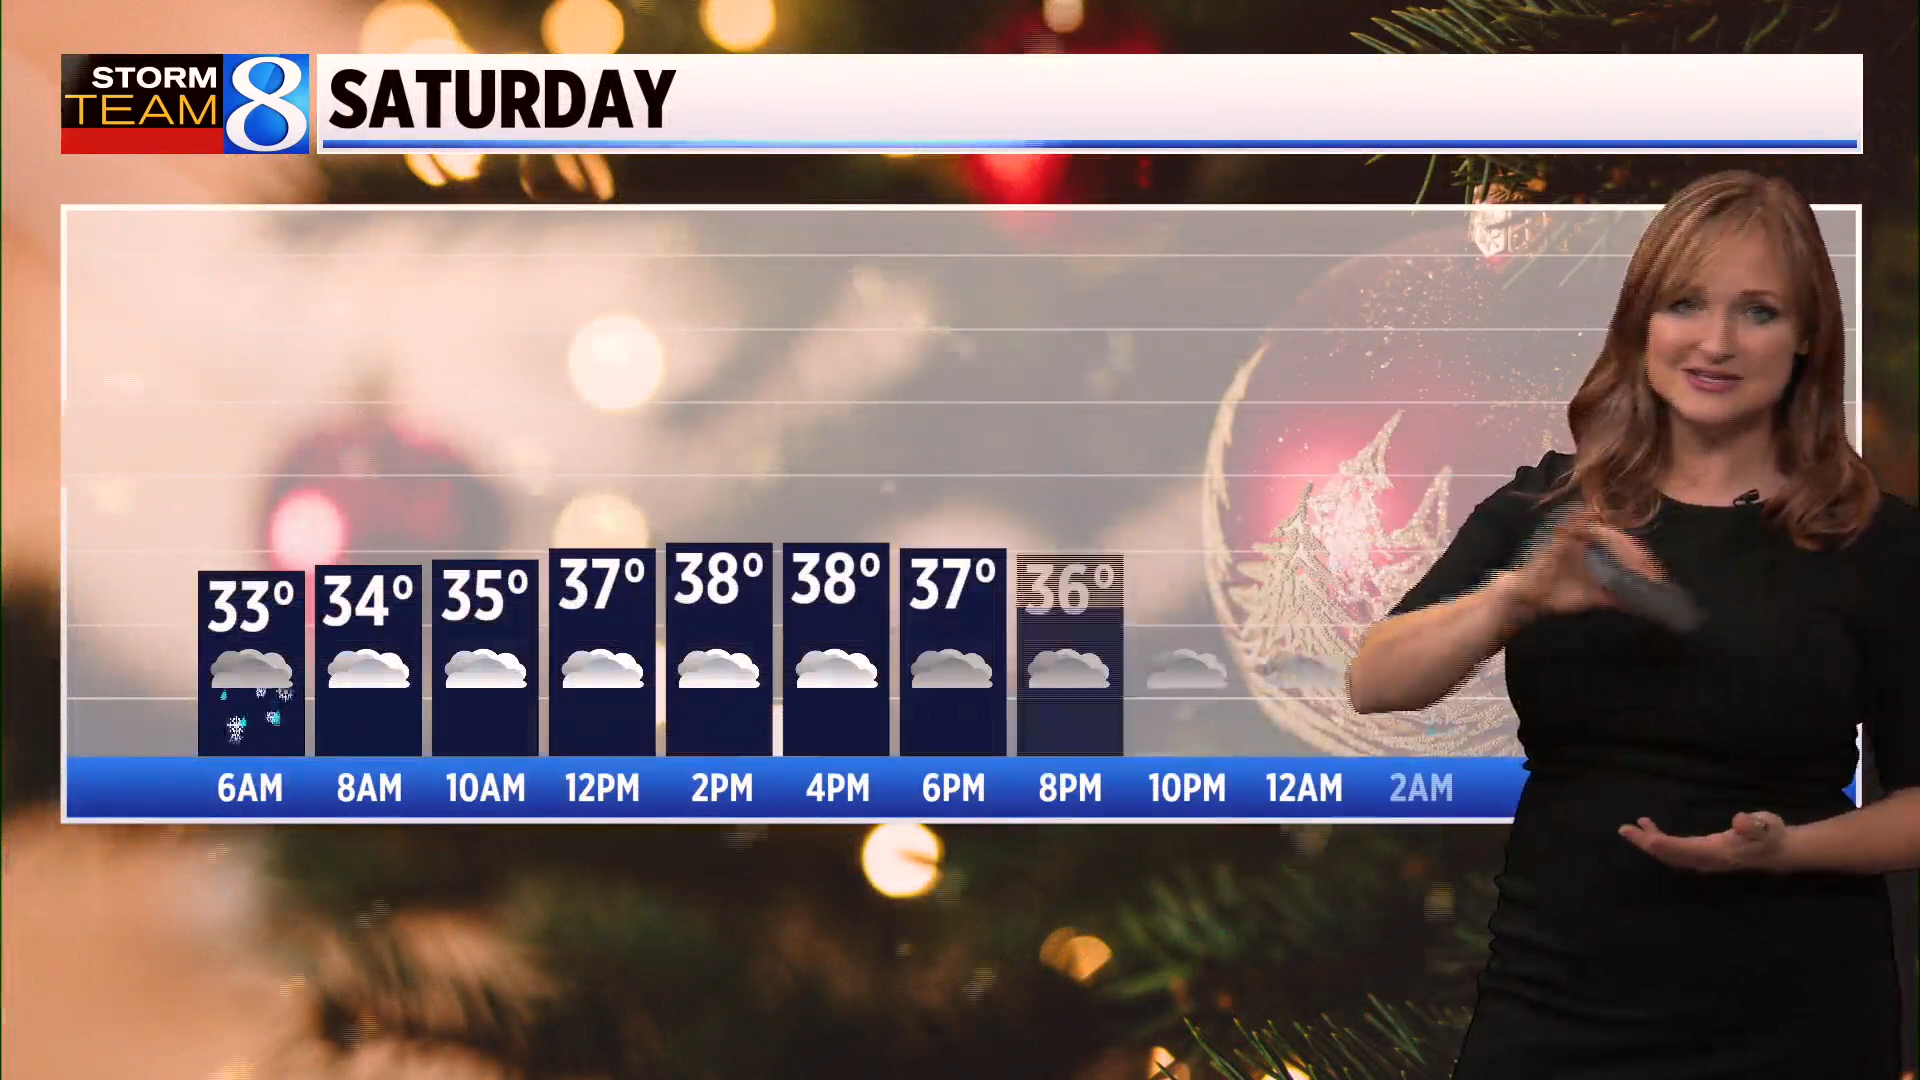 STORM
TEAM 8
SATURDAY
33° 34° 35° 37° 38° 38° 37° 36°
6AM 8AM 10AM 12PM 2PM 4PM 6PM 8PM 10PM 12AM 2AM